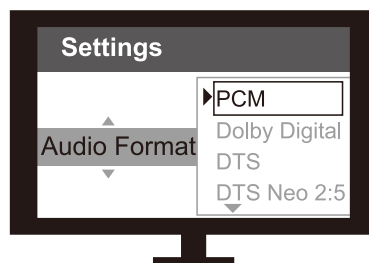 Settings
Audio Format
PCM
Dolby Digital
DTS
DTS Neo 2:5